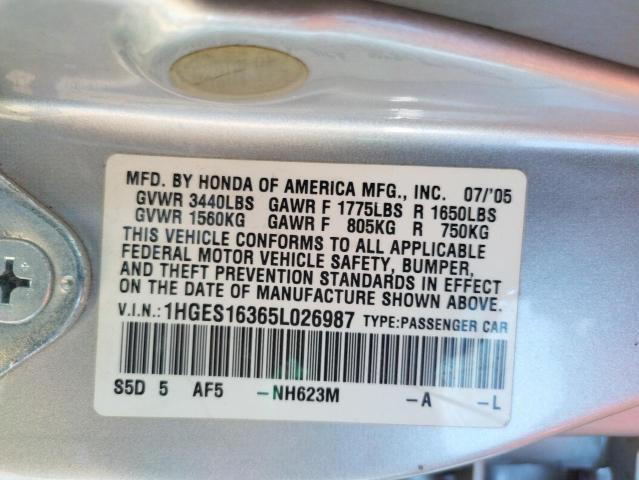 MFD. BY HONDA OF AMERICA MFG., INC. 07/'05
GVWR 3440LBS GAWR F 1775LBS R 1650LBS
GVWR 1560KG GAWR F 805KG R 750KG
THIS VEHICLE CONFORMS TO ALL APPLICABLE
FEDERAL MOTOR VEHICLE SAFETY, BUMPER,
AND THEFT PREVENTION STANDARDS IN EFFECT
ON THE DATE OF MANUFACTURE SHOWN ABOVE.
V.I.N.: 1HGES16365L026987 TYPE:PASSENGER CAR
S5D 5 AF5 -NH623M -A -L